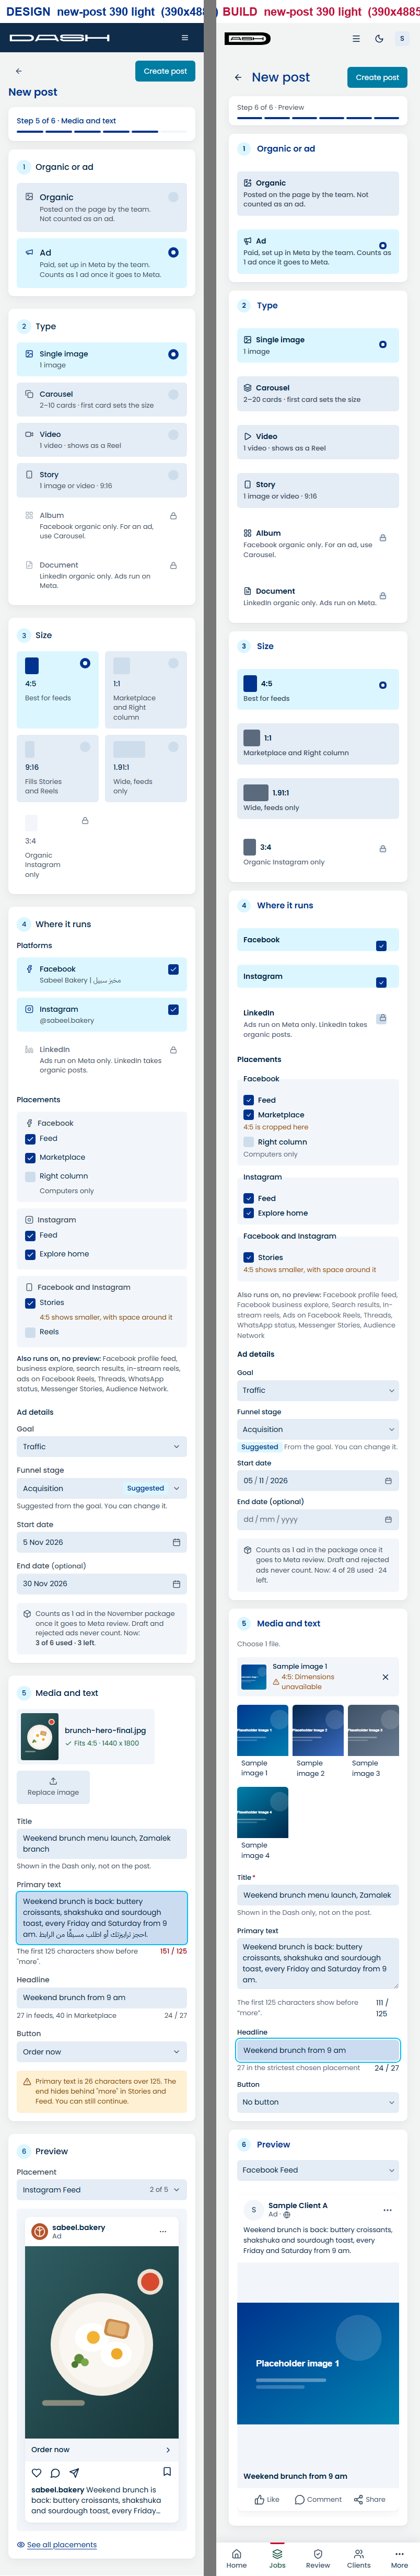 DESIGN new-post 390 light (390x488
BUILD new-post 390 light (390x4885
DASH
Create post
New post
Step 5 of 6 · Media and text
1 Organic or ad
Organic
Posted on the page by the team.
Not counted as an ad.
Ad
Paid, set up in Meta by the team.
Counts as 1 ad once it goes to Meta.
2 Type
Single image
1 image
Carousel
2–10 cards · first card sets the size
Video
1 video · shows as a Reel
Story
1 image or video · 9:16
Album
Facebook organic only. For an ad,
use Carousel.
Document
LinkedIn organic only. Ads run on
Meta.
3 Size
4:5
Best for feeds
1:1
Marketplace
and Right
column
9:16
Fills Stories
and Reels
1.91:1
Wide, feeds
only
3:4
Organic
Instagram
only
4 Where it runs
Platforms
Facebook
Sabeel Bakery | مخبز سبيل
Instagram
@sabeel.bakery
LinkedIn
Ads run on Meta only. LinkedIn takes
organic posts.
Placements
Facebook
Feed
Marketplace
Right column
Computers only
Instagram
Feed
Explore home
Facebook and Instagram
Stories
4:5 shows smaller, with space around it
Reels
Also runs on, no preview: Facebook profile feed,
business explore, search results, in-stream reels,
ads on Facebook Reels, Threads, WhatsApp
status, Messenger Stories, Audience Network.
Ad details
Goal
Traffic
Funnel stage
Acquisition Suggested
Suggested from the goal. You can change it.
Start date
5 Nov 2026
End date (optional)
30 Nov 2026
Counts as 1 ad in the November package
once it goes to Meta review. Draft and
rejected ads never count. Now:
3 of 6 used · 3 left.
5 Media and text
brunch-hero-final.jpg
Fits 4:5 · 1440 x 1800
Replace image
Title
Weekend brunch menu launch, Zamalek
branch
Shown in the Dash only, not on the post.
Primary text
Weekend brunch is back: buttery
croissants, shakshuka and sourdough
toast, every Friday and Saturday from 9
am. احجز ترابيزتك أو اطلب مسبقًا من الرابط.
The first 125 characters show before 151 / 125
"more".
Headline
Weekend brunch from 9 am
27 in feeds, 40 in Marketplace 24 / 27
Button
Order now
Primary text is 26 characters over 125. The
end hides behind "more" in Stories and
Feed. You can still continue.
6 Preview
Placement
Instagram Feed 2 of 5
sabeel.bakery
Ad
Order now
sabeel.bakery Weekend brunch is
back: buttery croissants, shakshuka
and sourdough toast, every Friday...
See all placements
DASH
S
New post
Create post
Step 6 of 6 · Preview
1 Organic or ad
Organic
Posted on the page by the team. Not
counted as an ad.
Ad
Paid, set up in Meta by the team. Counts as
1 ad once it goes to Meta.
2 Type
Single image
1 image
Carousel
2–20 cards · first card sets the size
Video
1 video · shows as a Reel
Story
1 image or video · 9:16
Album
Facebook organic only. For an ad, use
Carousel.
Document
LinkedIn organic only. Ads run on Meta.
3 Size
4:5
Best for feeds
1:1
Marketplace and Right column
1.91:1
Wide, feeds only
3:4
Organic Instagram only
4 Where it runs
Facebook
Instagram
LinkedIn
Ads run on Meta only. LinkedIn takes
organic posts.
Placements
Facebook
Feed
Marketplace
4:5 is cropped here
Right column
Computers only
Instagram
Feed
Explore home
Facebook and Instagram
Stories
4:5 shows smaller, with space around it
Also runs on, no preview: Facebook profile feed,
Facebook business explore, Search results, In-
stream reels, Ads on Facebook Reels, Threads,
WhatsApp status, Messenger Stories, Audience
Network
Ad details
Goal
Traffic
Funnel stage
Acquisition
Suggested From the goal. You can change it.
Start date
05 / 11 / 2026
End date (optional)
dd / mm / yyyy
Counts as 1 ad in the package once it
goes to Meta review. Draft and rejected
ads never count. Now: 4 of 28 used · 24
left.
5 Media and text
Choose 1 file.
Sample image 1
4:5: Dimensions
unavailable
Sample
image 1
Sample
image 2
Sample
image 3
Sample
image 4
Title *
Weekend brunch menu launch, Zamalek
Shown in the Dash only, not on the post.
Primary text
Weekend brunch is back: buttery
croissants, shakshuka and sourdough
toast, every Friday and Saturday from 9
am.
The first 125 characters show before 111 /
"more". 125
Headline
Weekend brunch from 9 am
27 in the strictest chosen placement 24 / 27
Button
No button
6 Preview
Facebook Feed
S
Sample Client A
Ad ·
Weekend brunch is back: buttery croissants,
shakshuka and sourdough toast, every
Friday and Saturday from 9 am.
Placeholder image 1
Weekend brunch from 9 am
Like Comment Share
Home Jobs Review Clients More